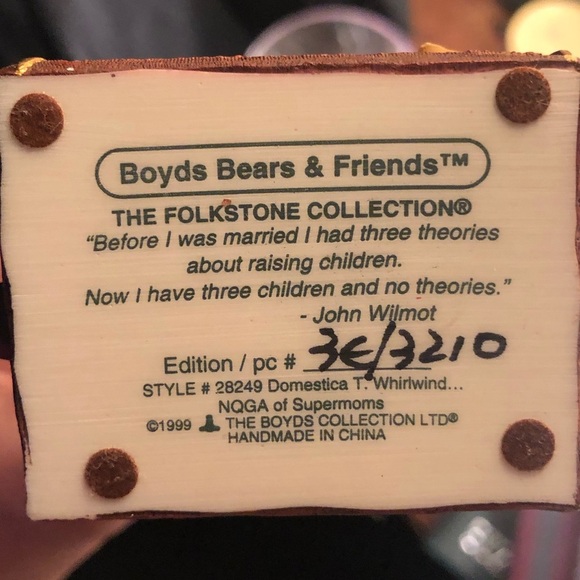 Boyds Bears & Friends™
THE FOLKSTONE COLLECTION®
“Before I was married I had three theories
about raising children.
Now I have three children and no theories.”
- John Wilmot
Edition / pc # 3E/3210
STYLE # 28249 Domestica T. Whirlwind...
NQGA of Supermoms
©1999 THE BOYDS COLLECTION LTD®
HANDMADE IN CHINA